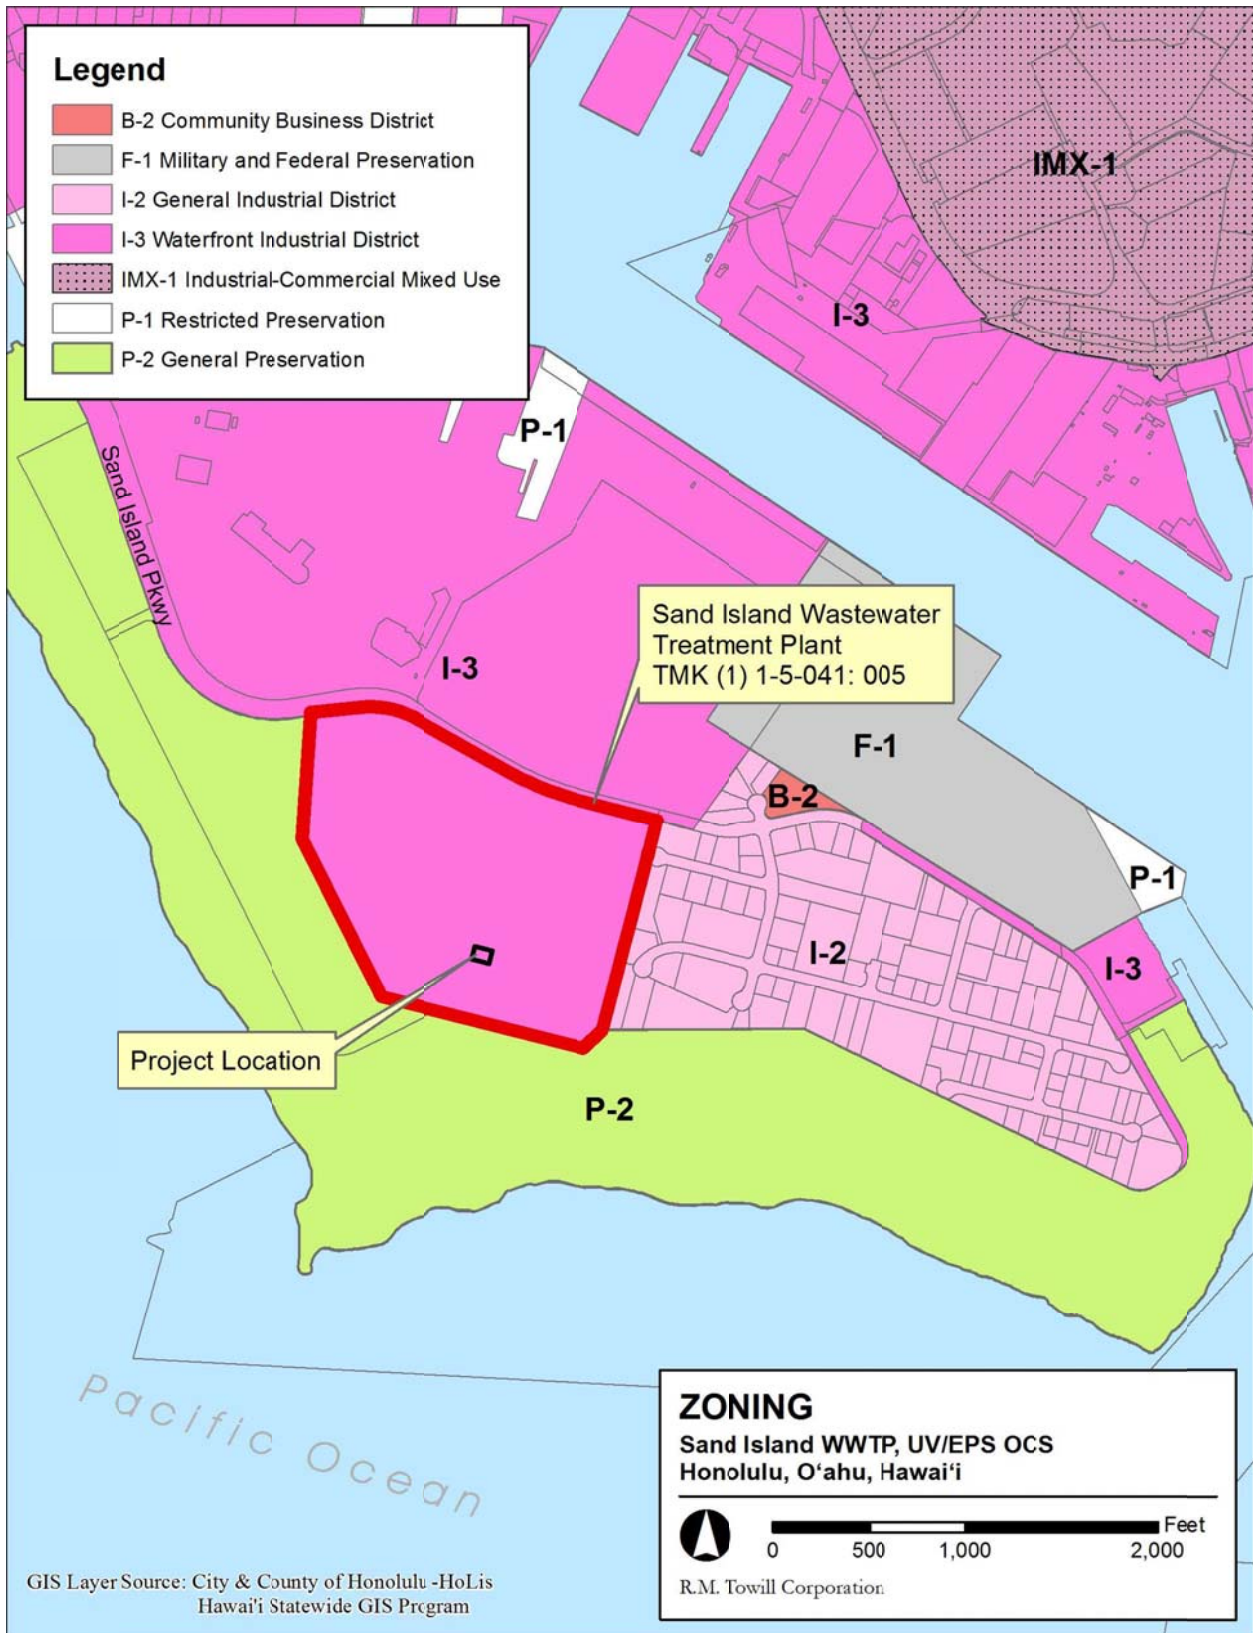 Legend
B-2 Community Business District
F-1 Military and Federal Preservation
I-2 General Industrial District
I-3 Waterfront Industrial District
IMX-1 Industrial-Commercial Mixed Use
P-1 Restricted Preservation
P-2 General Preservation
IMX-1
I-3
P-1
Sand Island Pkwy
Sand Island Wastewater
Treatment Plant
TMK (1) 1-5-041: 005
I-3
F-1
B-2
P-1
I-2
I-3
Project Location
P-2
Pacific Ocean
ZONING
Sand Island WWTP, UV/EPS OCS
Honolulu, Oʻahu, Hawaiʻi
Feet
0 500 1,000 2,000
R.M. Towill Corporation
GIS Layer Source: City & County of Honolulu -HoLis
Hawai'i Statewide GIS Program